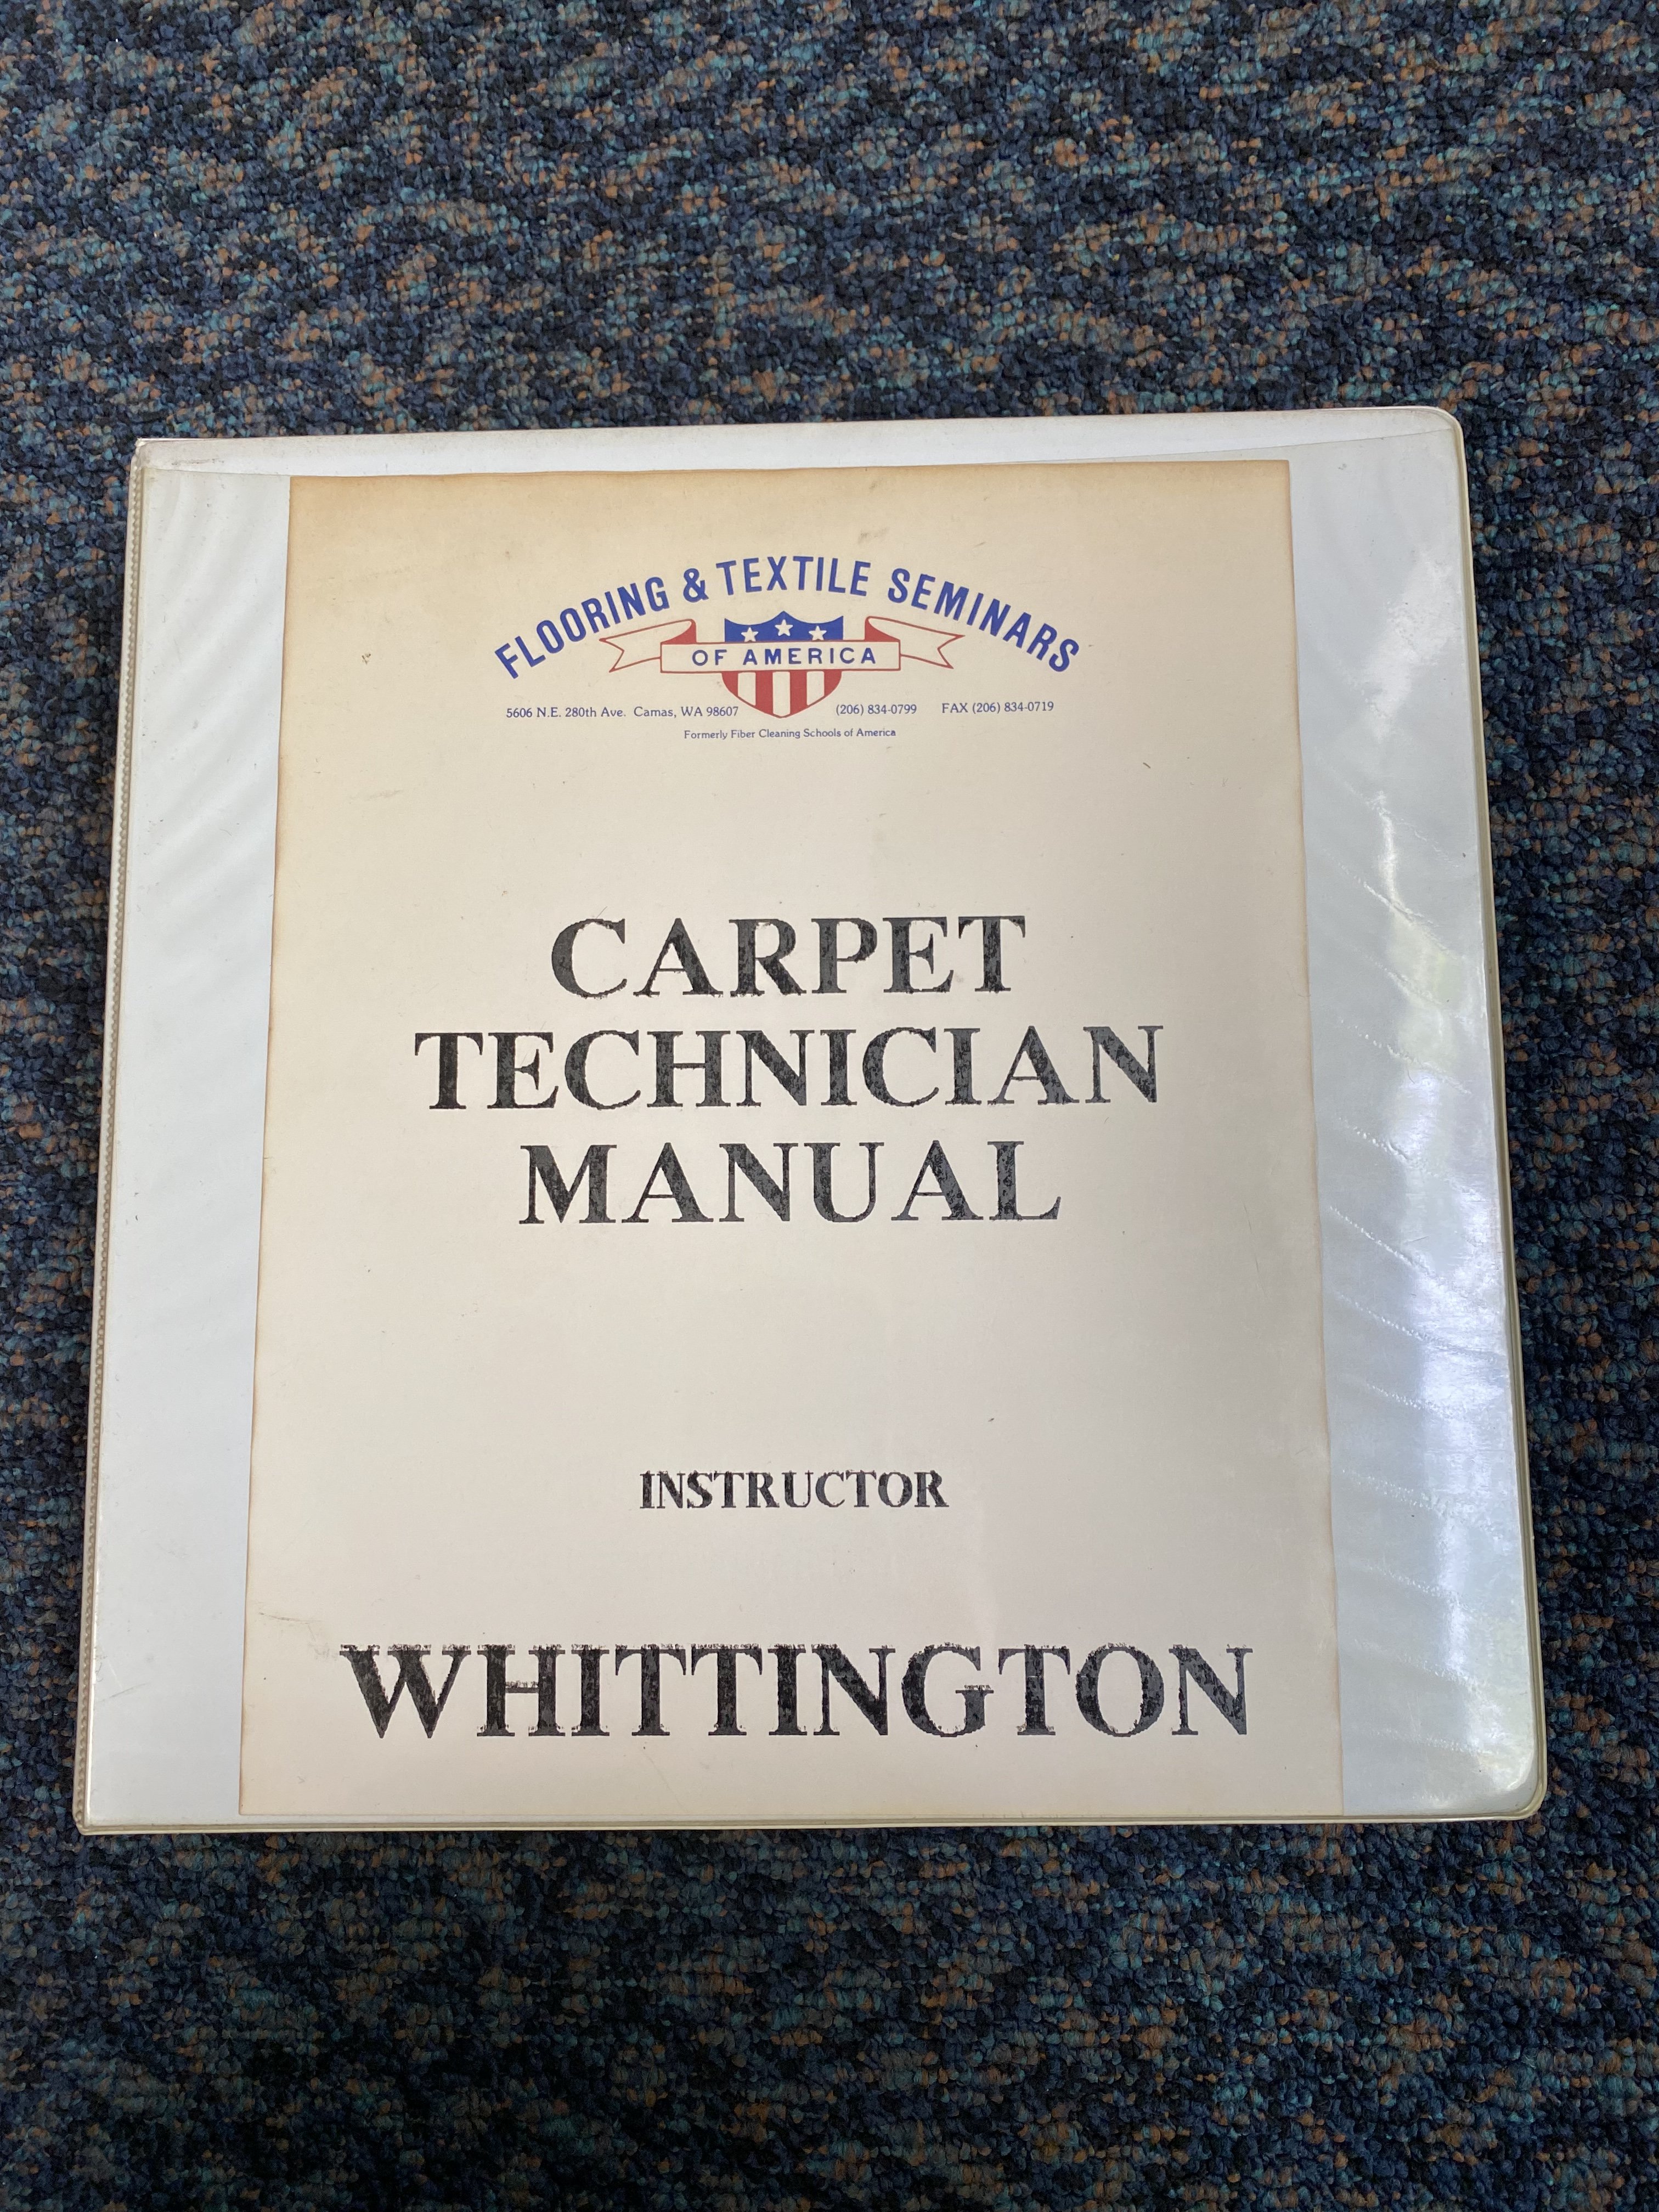 FLOORING & TEXTILE SEMINARS
OF AMERICA
5606 N.E. 280th Ave. Camas, WA 98607 (206) 834-0799 FAX (206) 834-0719
Formerly Fiber Cleaning Schools of America
CARPET
TECHNICIAN
MANUAL
INSTRUCTOR
WHITTINGTON